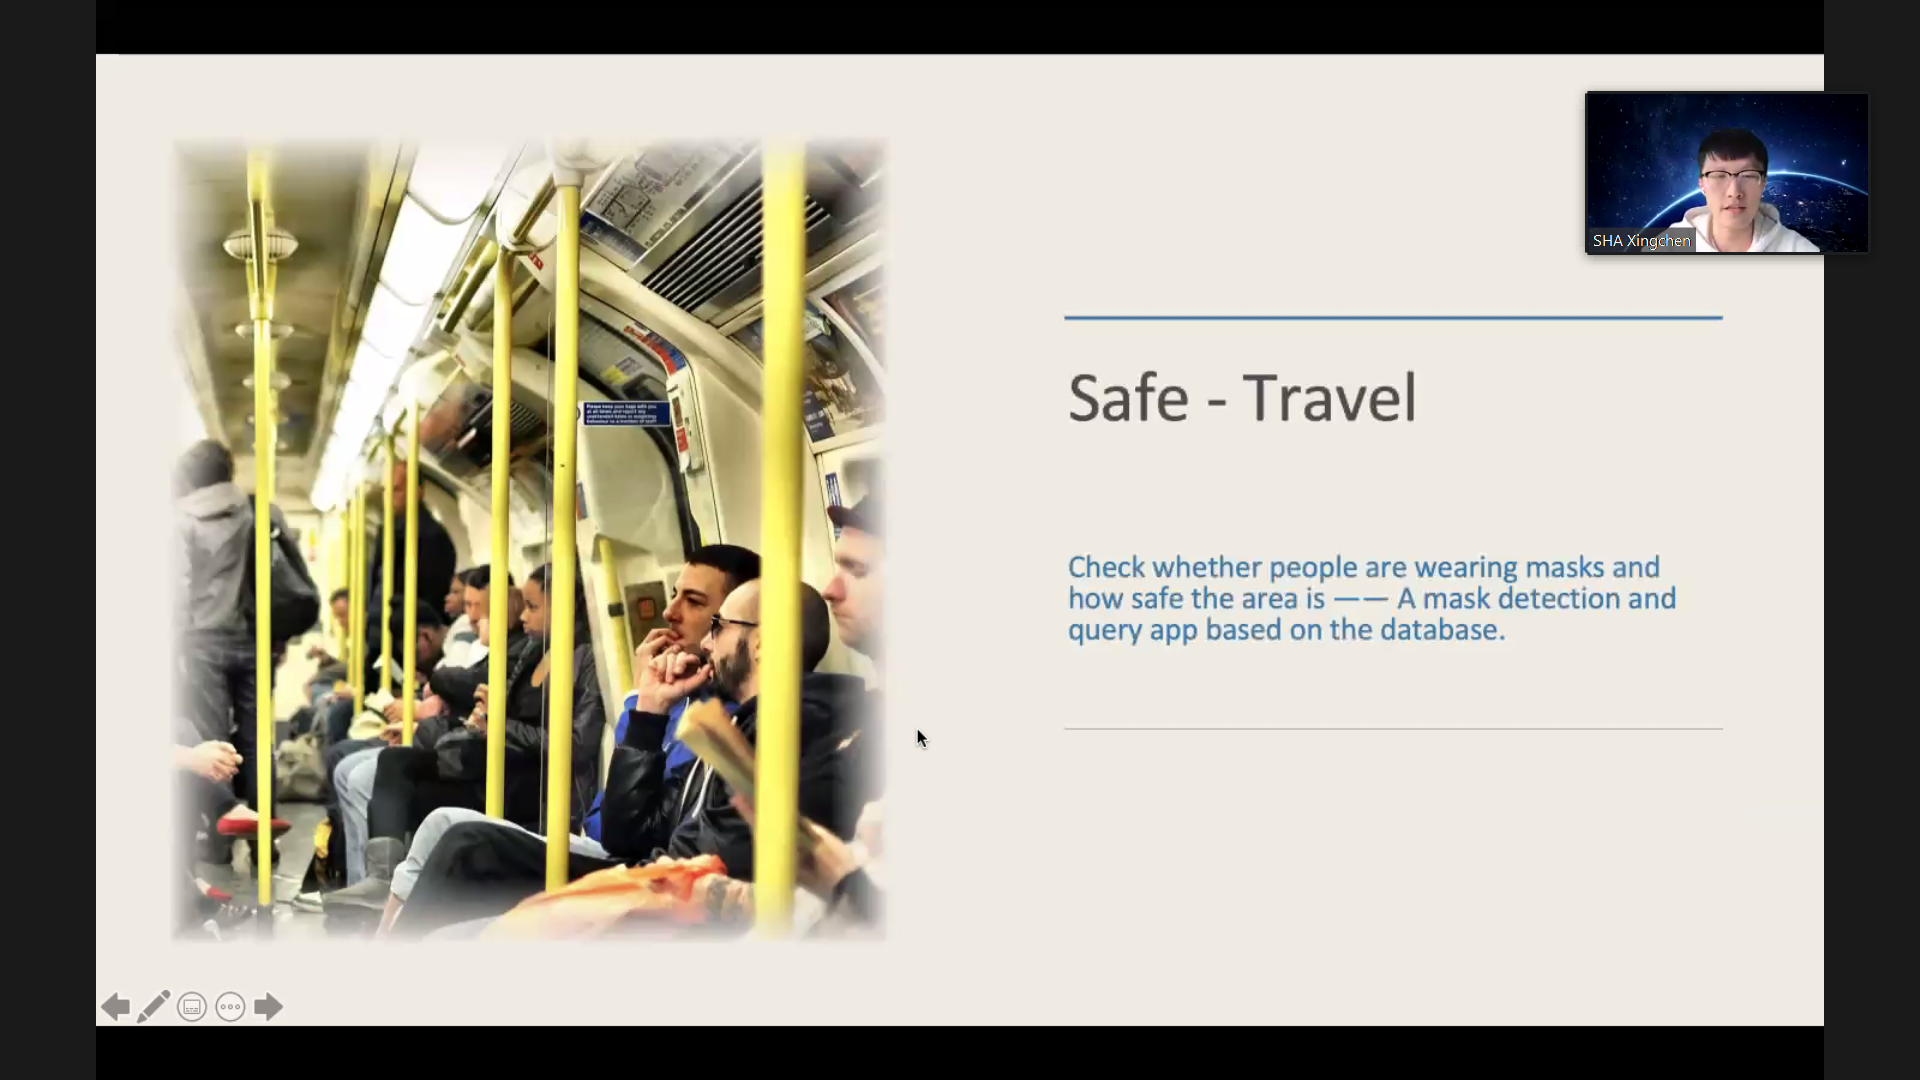 SHA Xingchen
Safe - Travel
Check whether people are wearing masks and
how safe the area is —— A mask detection and
query app based on the database.